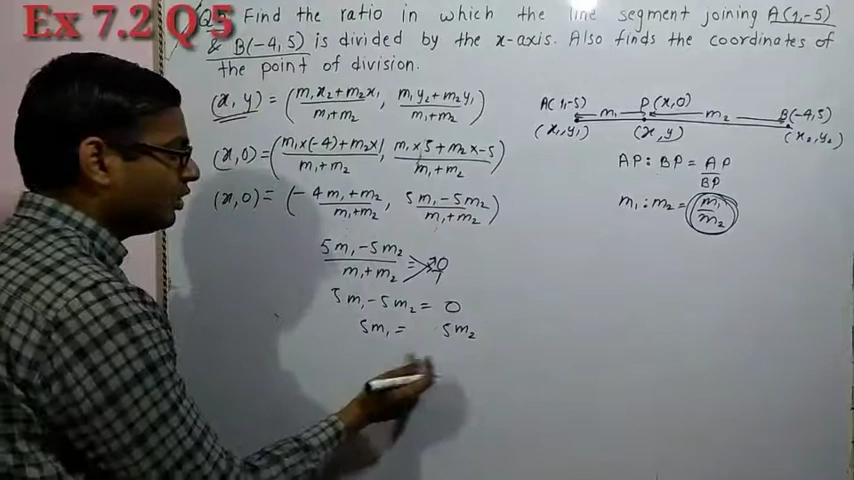 Ex 7.2 Q 5
Q5 Find the ratio in which the line segment joining A(1,-5)
& B(-4,5) is divided by the x-axis. Also finds the coordinates of
the point of division.
(x, y) = (m₁x₂+m₂x₁/m₁+m₂, m₁y₂+m₂y₁/m₁+m₂)
(x,0) = (m₁×(-4)+m₂×1/m₁+m₂, m₁×5+m₂×-5/m₁+m₂)
(x,0) = (-4m₁+m₂/m₁+m₂, 5m₁-5m₂/m₁+m₂)
5m₁-5m₂/m₁+m₂ = 0/1
5m₁-5m₂ = 0
5m₁ = 5m₂
A(1,-5) m₁ P(x,0) m₂ B(-4,5)
(x₁,y₁) (x,y) (x₂,y₂)
AP : BP = AP/BP
m₁ : m₂ = m₁/m₂